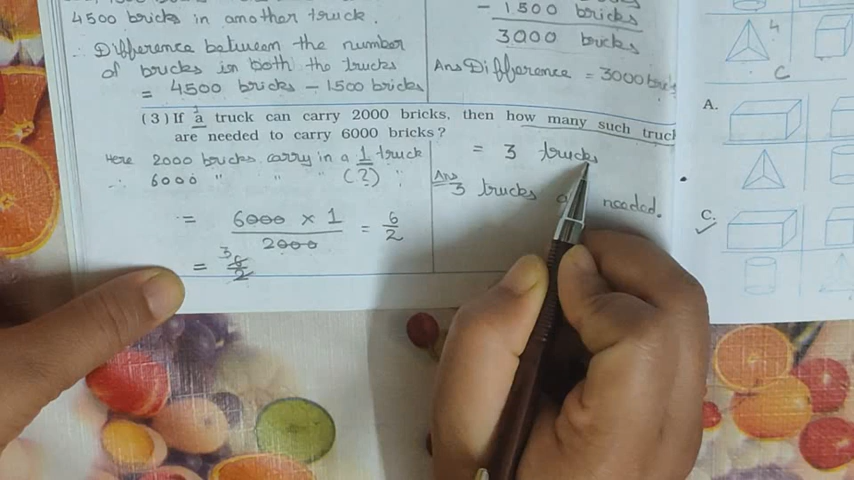 4500 bricks in another truck.
∴ Difference between the number
of bricks in both the trucks
= 4500 bricks - 1500 bricks
- 1500 bricks
3000 bricks
Ans Difference = 3000 bricks
(3) If a truck can carry 2000 bricks, then how many such truck
are needed to carry 6000 bricks?
Here 2000 bricks carry in a 1 truck
∴ 6000 " " " (?) "
= 6000 × 1 / 2000 = 6/2
= 3 6/2
= 3 trucks
Ans 3 trucks needed.
4
C
A.
C.